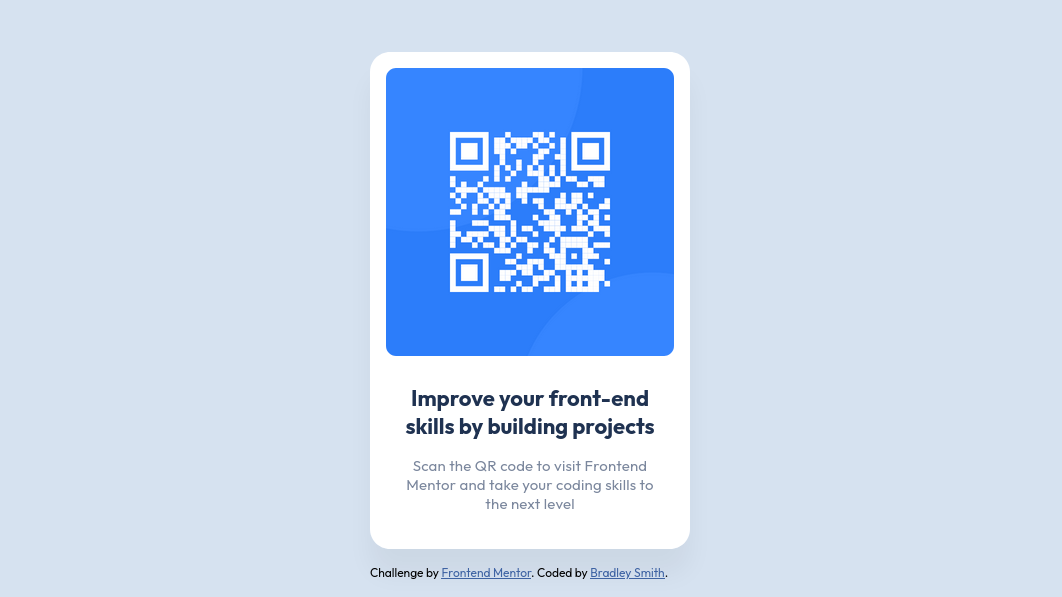 Improve your front-end
skills by building projects
Scan the QR code to visit Frontend
Mentor and take your coding skills to
the next level
Challenge by Frontend Mentor. Coded by Bradley Smith.